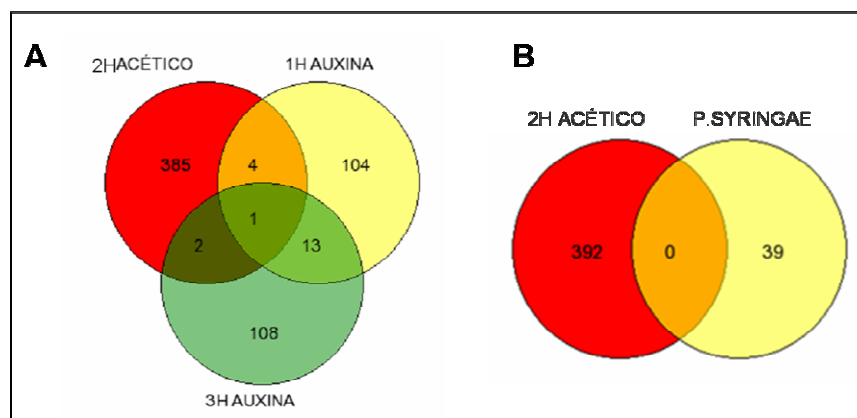 A
B
2HACÉTICO 1H AUXINA
2H ACÉTICO P.SYRINGAE
385 4 104
1
2 13
392 0 39
108
3H AUXINA